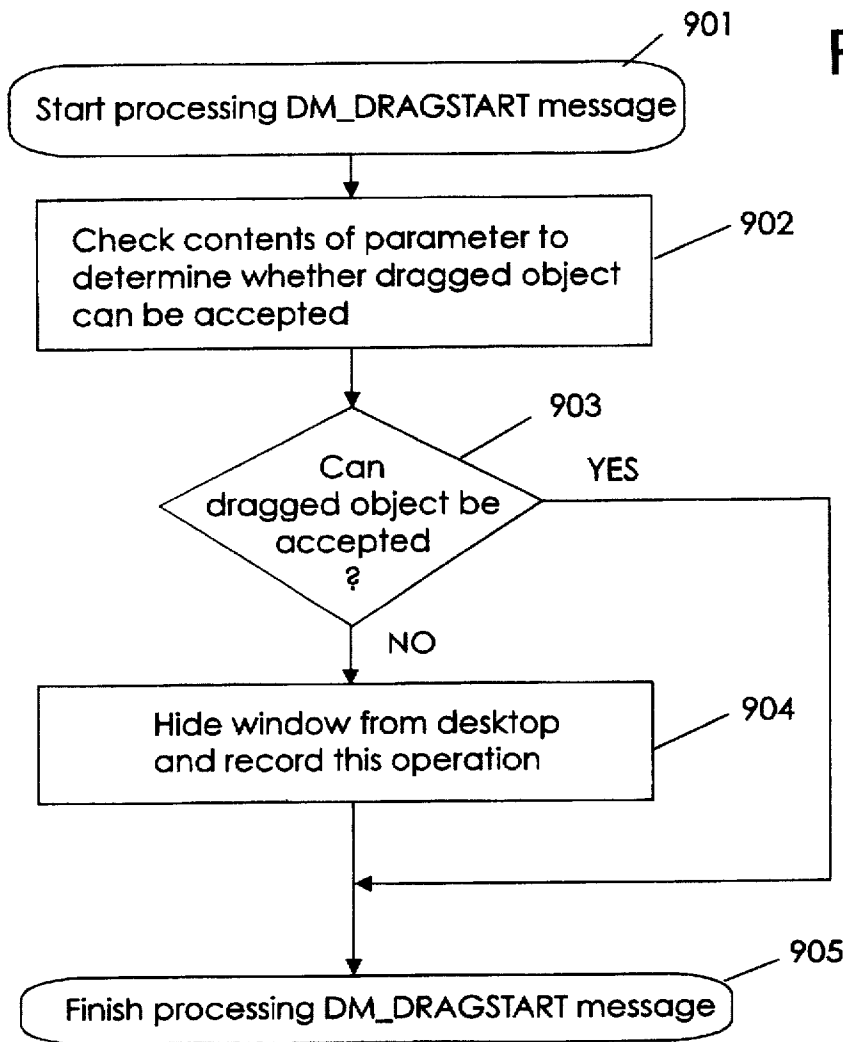 901
Start processing DM_DRAGSTART message
902
Check contents of parameter to
determine whether dragged object
can be accepted
903
Can
dragged object be
accepted
?
YES
NO
904
Hide window from desktop
and record this operation
905
Finish processing DM_DRAGSTART message